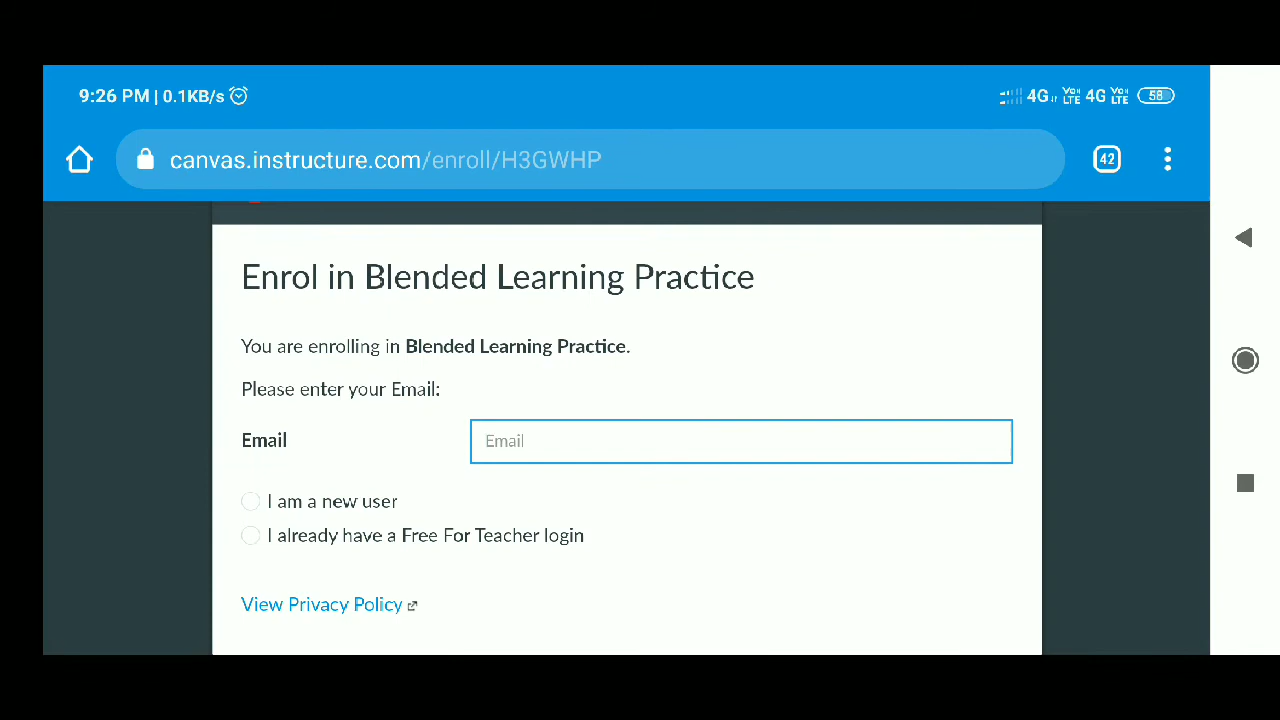 9:26 PM | 0.1KB/s 4G VoLTE 4G VoLTE 58
canvas.instructure.com/enroll/H3GWHP 42
Enrol in Blended Learning Practice
You are enrolling in Blended Learning Practice.
Please enter your Email:
Email Email
I am a new user
I already have a Free For Teacher login
View Privacy Policy